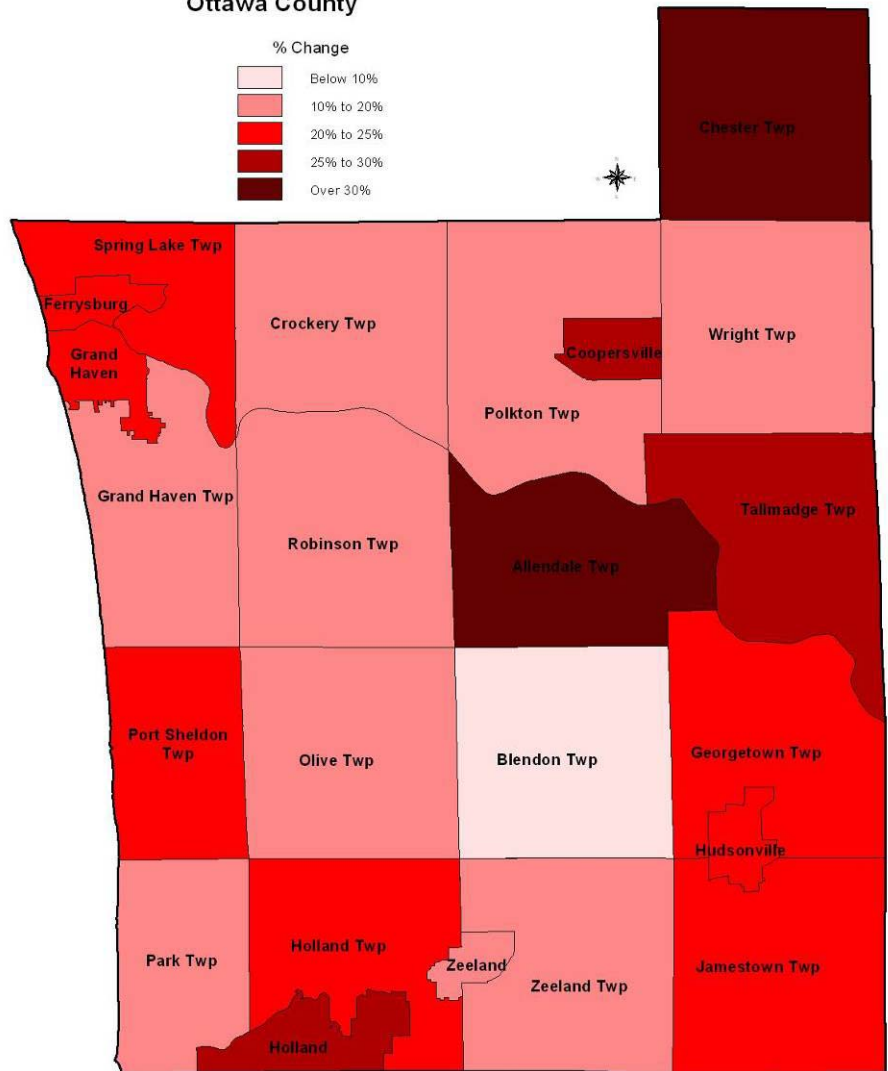 Ottawa County
% Change
Below 10%
10% to 20%
20% to 25%
25% to 30%
Over 30%
Chester Twp
Spring Lake Twp
Ferrysburg
Grand
Haven
Crockery Twp
Coopersville
Wright Twp
Polkton Twp
Grand Haven Twp
Robinson Twp
Allendale Twp
Tallmadge Twp
Port Sheldon
Twp
Olive Twp
Blendon Twp
Georgetown Twp
Hudsonville
Park Twp
Holland Twp
Zeeland
Zeeland Twp
Jamestown Twp
Holland